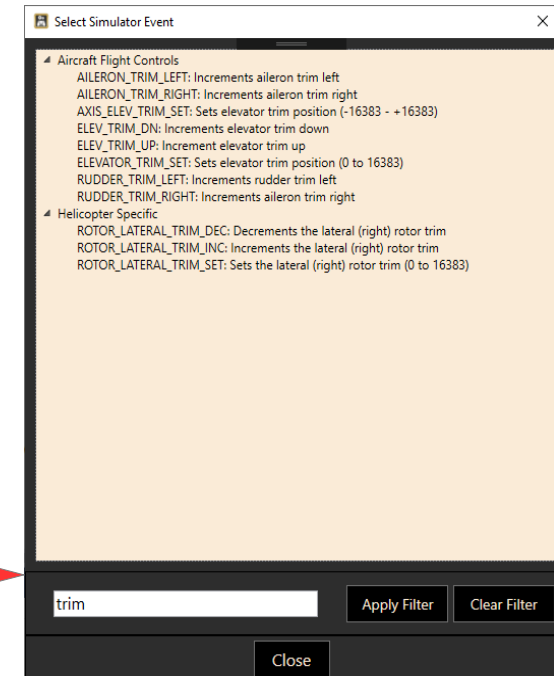 Select Simulator Event
Aircraft Flight Controls
AILERON_TRIM_LEFT: Increments aileron trim left
AILERON_TRIM_RIGHT: Increments aileron trim right
AXIS_ELEV_TRIM_SET: Sets elevator trim position (-16383 - +16383)
ELEV_TRIM_DN: Increments elevator trim down
ELEV_TRIM_UP: Increment elevator trim up
ELEVATOR_TRIM_SET: Sets elevator trim position (0 to 16383)
RUDDER_TRIM_LEFT: Increments rudder trim left
RUDDER_TRIM_RIGHT: Increments aileron trim right
Helicopter Specific
ROTOR_LATERAL_TRIM_DEC: Decrements the lateral (right) rotor trim
ROTOR_LATERAL_TRIM_INC: Increments the lateral (right) rotor trim
ROTOR_LATERAL_TRIM_SET: Sets the lateral (right) rotor trim (0 to 16383)
trim
Apply Filter
Clear Filter
Close